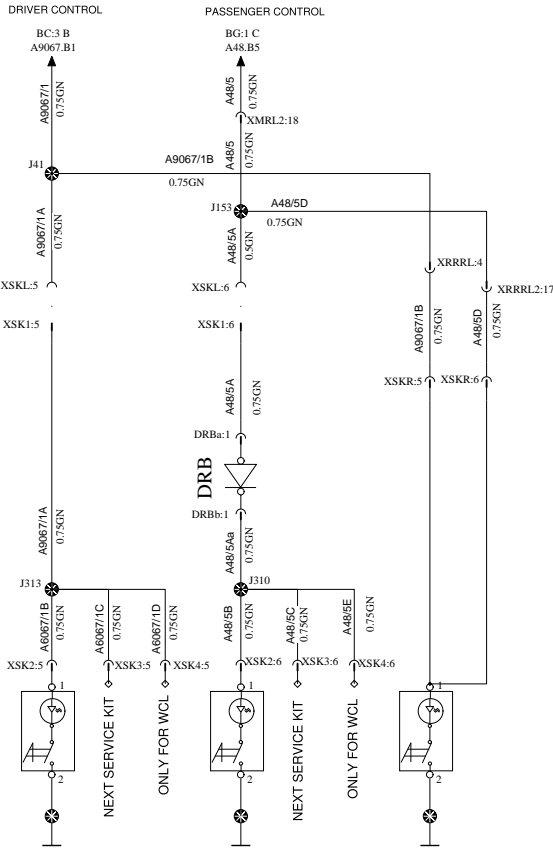 DRIVER CONTROL
PASSENGER CONTROL
BC:3 B
A9067.B1
BG:1 C
A48.B5
A9067/1
0.75GN
A48/5
0.75GN
XMRL2:18
A48/5
0.75GN
J41
A9067/1B
0.75GN
J153
A48/5D
0.75GN
A9067/1A
0.75GN
A48/5A
0.5GN
XRRRL:4
XRRRL2:17
XSKL:5
XSKL:6
XSK1:5
XSK1:6
A9067/1B
0.75GN
A48/5D
0.75GN
XSKR:5
XSKR:6
A48/5A
0.75GN
DRBa:1
DRB
DRBb:1
A9067/1A
0.75GN
A48/5Aa
0.75GN
J313
J310
A6067/1B
0.75GN
A6067/1C
0.75GN
A6067/1D
0.75GN
A48/5B
0.75GN
A48/5C
0.75GN
A48/5E
0.75GN
XSK2:5
XSK3:5
XSK4:5
XSK2:6
XSK3:6
XSK4:6
1
1
1
NEXT SERVICE KIT
ONLY FOR WCL
NEXT SERVICE KIT
ONLY FOR WCL
2
2
2